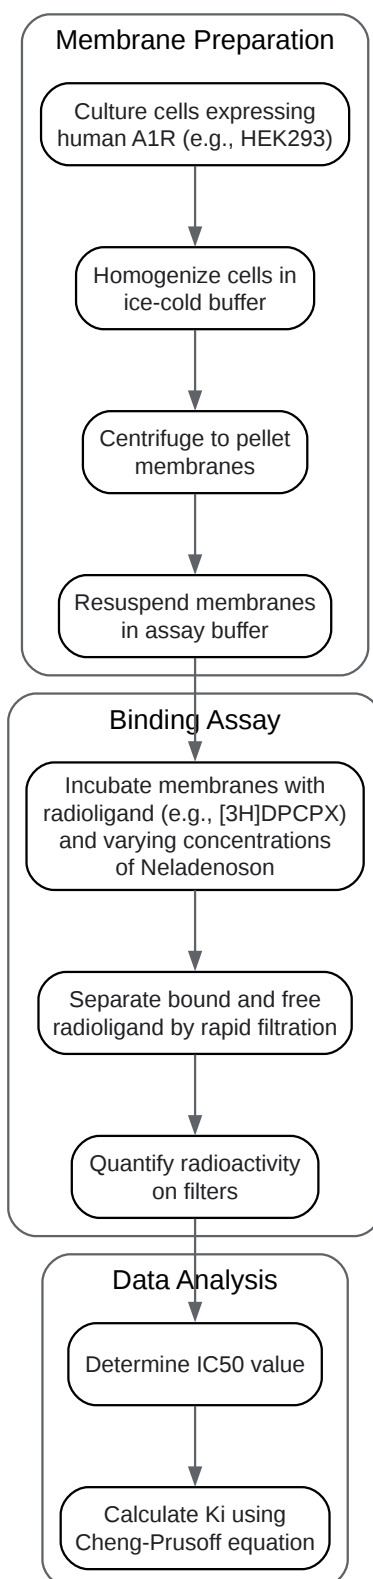 Membrane Preparation
Culture cells expressing
human A1R (e.g., HEK293)
Homogenize cells in
ice-cold buffer
Centrifuge to pellet
membranes
Resuspend membranes
in assay buffer
Binding Assay
Incubate membranes with
radioligand (e.g., [3H]DPCPX)
and varying concentrations
of Neladenoson
Separate bound and free
radioligand by rapid filtration
Quantify radioactivity
on filters
Data Analysis
Determine IC50 value
Calculate Ki using
Cheng-Prusoff equation